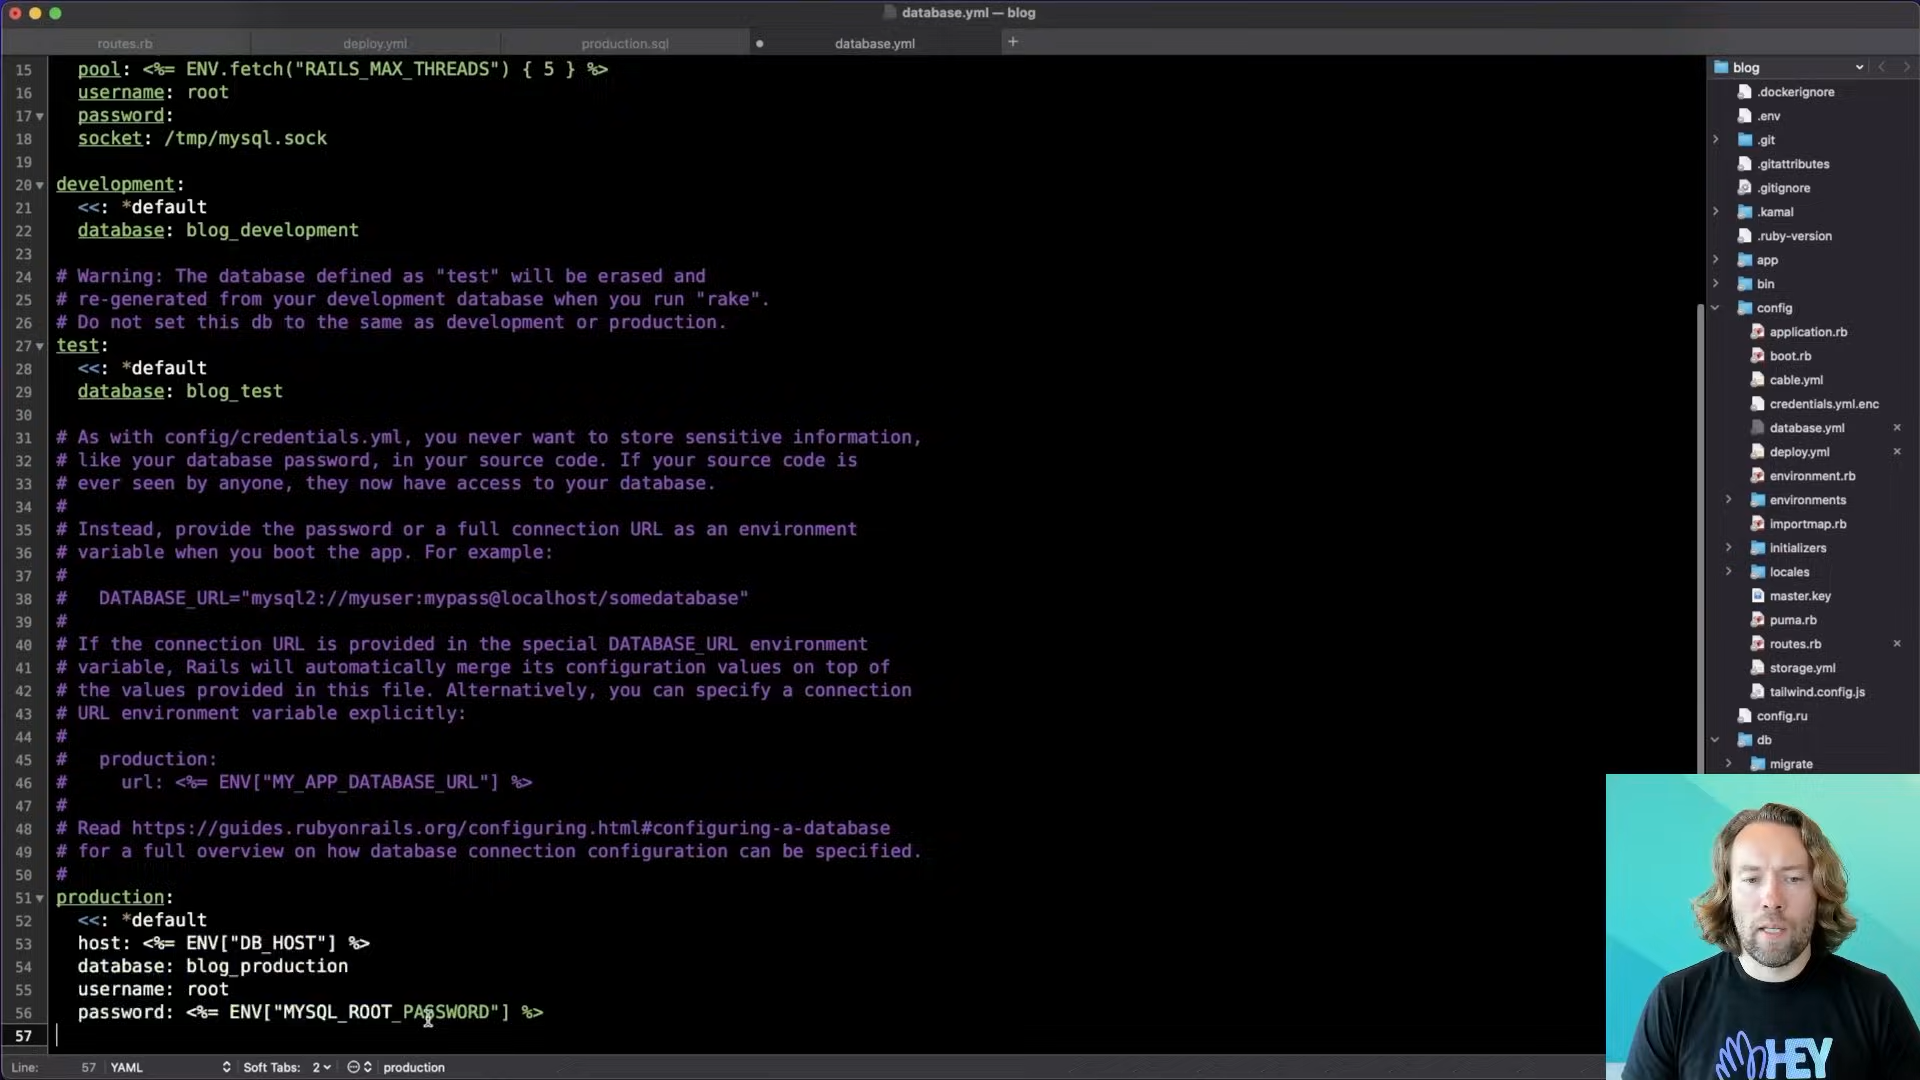 database.yml — blog
routes.rb
deploy.yml
production.sql
database.yml
15 pool: <%= ENV.fetch("RAILS_MAX_THREADS") { 5 } %>
16 username: root
17 password:
18 socket: /tmp/mysql.sock
19
20 development:
21 <<: *default
22 database: blog_development
23
24 # Warning: The database defined as "test" will be erased and
25 # re-generated from your development database when you run "rake".
26 # Do not set this db to the same as development or production.
27 test:
28 <<: *default
29 database: blog_test
30
31 # As with config/credentials.yml, you never want to store sensitive information,
32 # like your database password, in your source code. If your source code is
33 # ever seen by anyone, they now have access to your database.
34 #
35 # Instead, provide the password or a full connection URL as an environment
36 # variable when you boot the app. For example:
37 #
38 # DATABASE_URL="mysql2://myuser:mypass@localhost/somedatabase"
39 #
40 # If the connection URL is provided in the special DATABASE_URL environment
41 # variable, Rails will automatically merge its configuration values on top of
42 # the values provided in this file. Alternatively, you can specify a connection
43 # URL environment variable explicitly:
44 #
45 # production:
46 # url: <%= ENV["MY_APP_DATABASE_URL"] %>
47 #
48 # Read https://guides.rubyonrails.org/configuring.html#configuring-a-database
49 # for a full overview on how database connection configuration can be specified.
50 #
51 production:
52 <<: *default
53 host: <%= ENV["DB_HOST"] %>
54 database: blog_production
55 username: root
56 password: <%= ENV["MYSQL_ROOT_PASSWORD"] %>
57
Line: 57 YAML Soft Tabs: 2 production
blog
.dockerignore
.env
.git
.gitattributes
.gitignore
.kamal
.ruby-version
app
bin
config
application.rb
boot.rb
cable.yml
credentials.yml.enc
database.yml
deploy.yml
environment.rb
environments
importmap.rb
initializers
locales
master.key
puma.rb
routes.rb
storage.yml
tailwind.config.js
config.ru
db
migrate
HEY